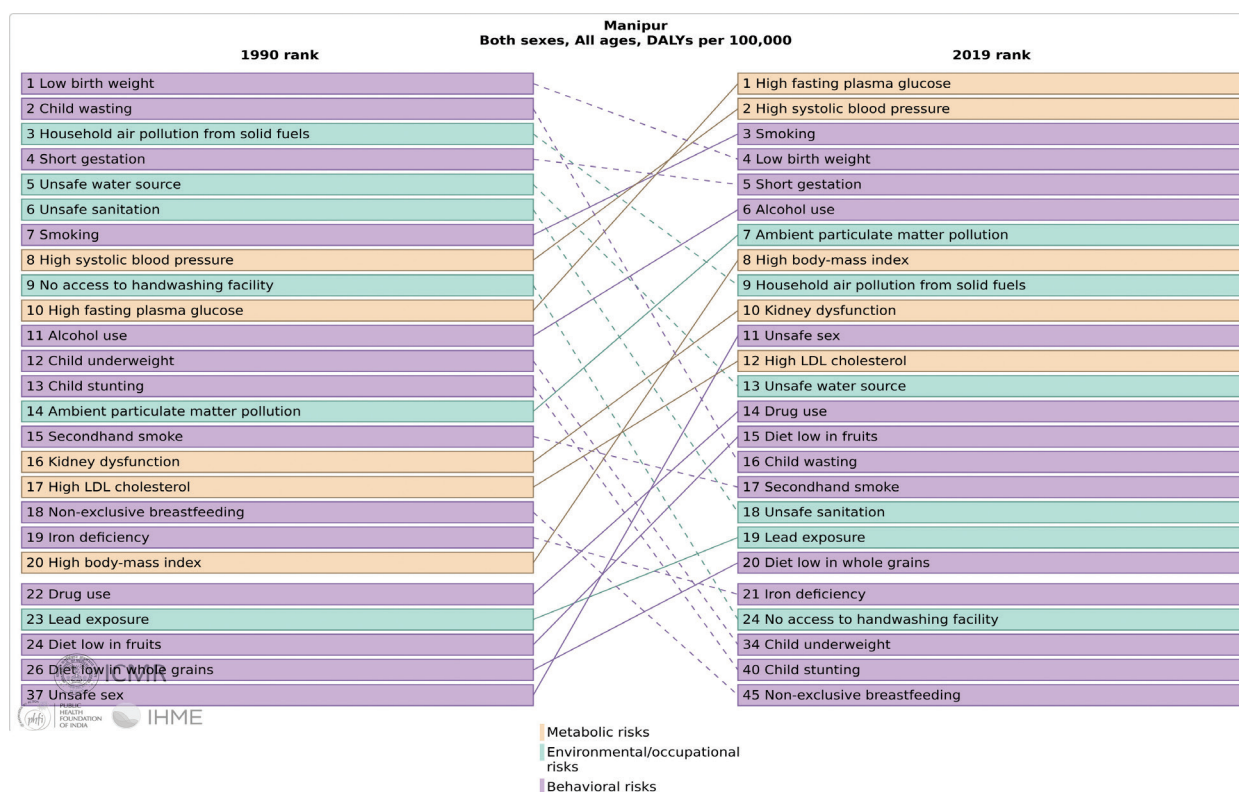 Manipur
Both sexes, All ages, DALYs per 100,000
1990 rank
2019 rank
1 Low birth weight
2 Child wasting
3 Household air pollution from solid fuels
4 Short gestation
5 Unsafe water source
6 Unsafe sanitation
7 Smoking
8 High systolic blood pressure
9 No access to handwashing facility
10 High fasting plasma glucose
11 Alcohol use
12 Child underweight
13 Child stunting
14 Ambient particulate matter pollution
15 Secondhand smoke
16 Kidney dysfunction
17 High LDL cholesterol
18 Non-exclusive breastfeeding
19 Iron deficiency
20 High body-mass index
22 Drug use
23 Lead exposure
24 Diet low in fruits
26 Diet low in whole grains
37 Unsafe sex
1 High fasting plasma glucose
2 High systolic blood pressure
3 Smoking
4 Low birth weight
5 Short gestation
6 Alcohol use
7 Ambient particulate matter pollution
8 High body-mass index
9 Household air pollution from solid fuels
10 Kidney dysfunction
11 Unsafe sex
12 High LDL cholesterol
13 Unsafe water source
14 Drug use
15 Diet low in fruits
16 Child wasting
17 Secondhand smoke
18 Unsafe sanitation
19 Lead exposure
20 Diet low in whole grains
21 Iron deficiency
24 No access to handwashing facility
34 Child underweight
40 Child stunting
45 Non-exclusive breastfeeding
ICMR
phfi
PUBLIC
HEALTH
FOUNDATION
OF INDIA
IHME
Metabolic risks
Environmental/occupational
risks
Behavioral risks